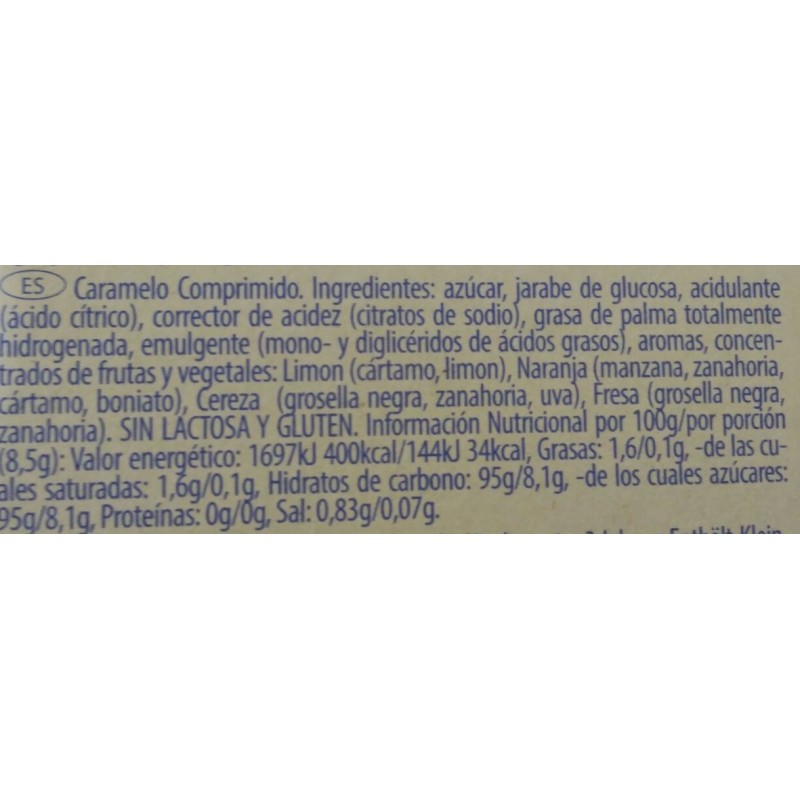 ES Caramelo Comprimido. Ingredientes: azúcar, jarabe de glucosa, acidulante
(ácido cítrico), corrector de acidez (citratos de sodio), grasa de palma totalmente
hidrogenada, emulgente (mono- y diglicéridos de ácidos grasos), aromas, concen-
trados de frutas y vegetales: Limon (cártamo, limon), Naranja (manzana, zanahoria,
cártamo, boniato), Cereza (grosella negra, zanahoria, uva), Fresa (grosella negra,
zanahoria). SIN LACTOSA Y GLUTEN. Información Nutricional por 100g/por porción
(8,5g): Valor energético: 1697kJ 400kcal/144kJ 34kcal, Grasas: 1,6/0,1g, -de las cu-
ales saturadas: 1,6g/0,1g, Hidratos de carbono: 95g/8,1g, -de los cuales azúcares:
95g/8,1g, Proteínas: 0g/0g, Sal: 0,83g/0,07g.
Enthält Klein